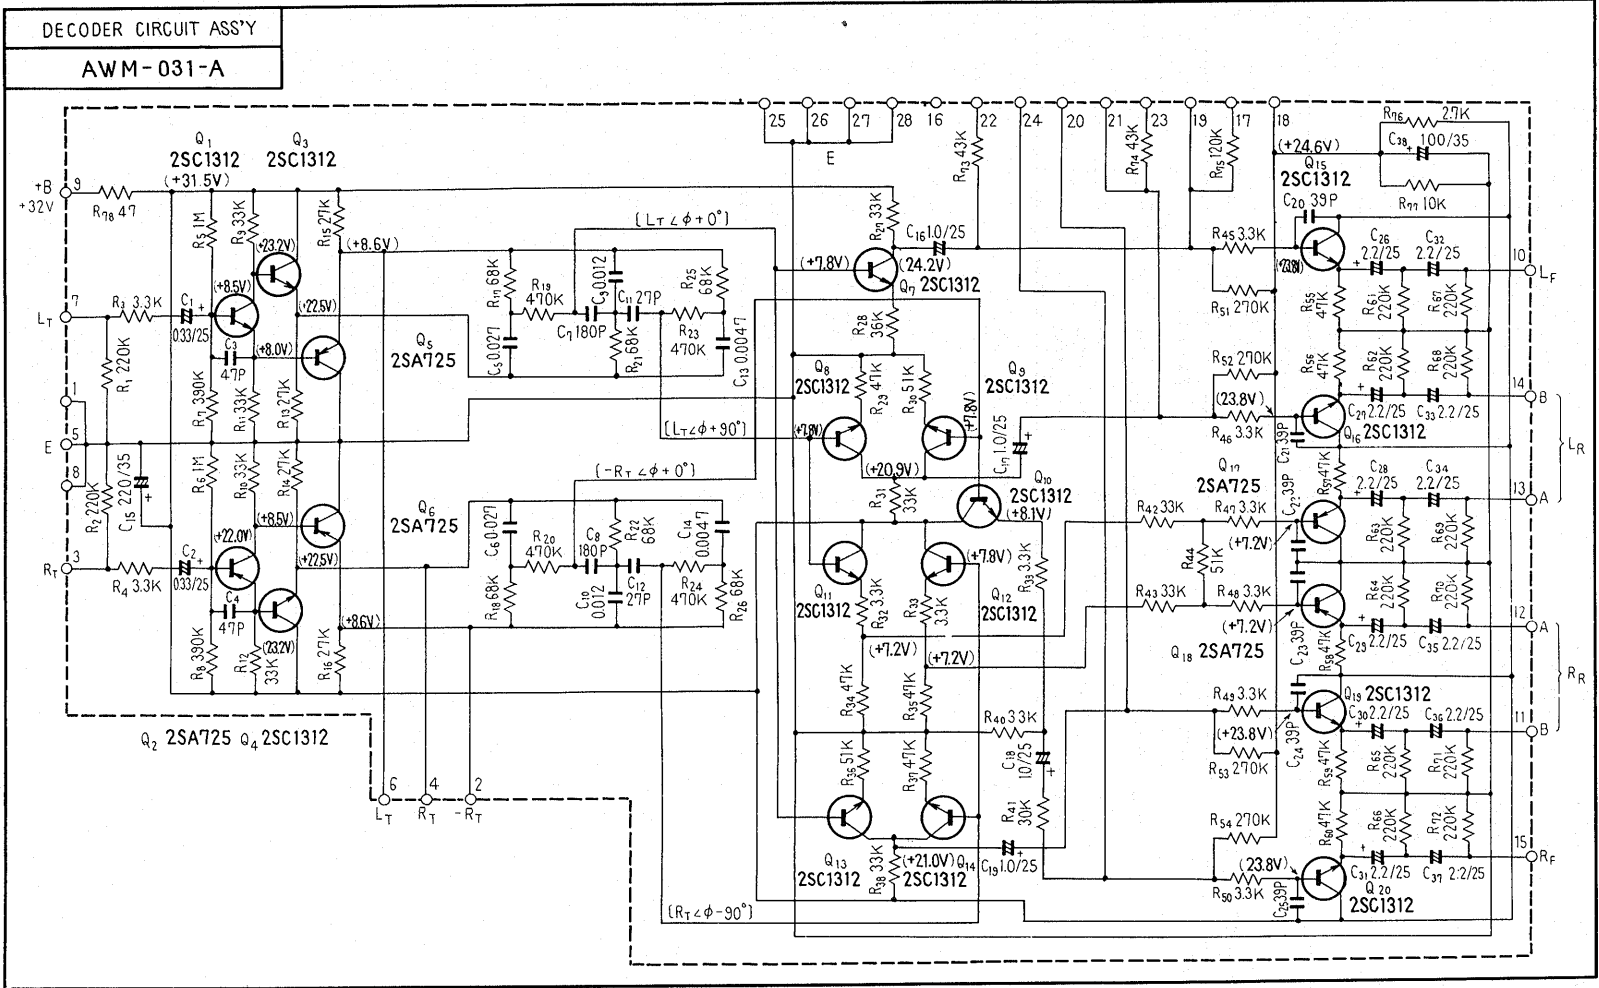 DECODER CIRCUIT ASS'Y
AWM-031-A
25 26 27 28 16 22 24 20 21 23 19 17 18
E
R73 43K
R74 43K
R75 120K
R76 2.7K
C38 100/35
R77 10K
(+24.6V)
Q15
2SC1312
C20 39P
Q1
2SC1312
(+31.5V)
Q3
2SC1312
+B
+32V
9
R78 47
R5 1M
R9 33K
R15 27K
(+8.6V)
(+23.2V)
(+8.5V)
(+22.5V)
(+8.0V)
7
LT
R3 3.3K
C1
0.33/25
R1 220K
C3
47P
R7 390K
R11 33K
R13 27K
Q5
2SA725
1
5
E
8
R2 220K
C15 220/35
R6 1M
R10 33K
R14 27K
3
RT
R4 3.3K
C2
0.33/25
(+22.0V)
(+8.5V)
(+22.5V)
C4
47P
R8 390K
R12
33K
(23.2V)
R16 27K
(+8.6V)
Q6
2SA725
Q2 2SA725 Q4 2SC1312
6
LT
4
RT
2
-RT
[LT∠ϕ+0°]
R17 68K
R19
470K
C9 0.012
C11 27P
R25
68K
C5 0.027
C7 180P
R21 68K
R23
470K
C13 0.0047
[LT∠ϕ+90°]
[-RT∠ϕ+0°]
C6 0.027
R20
470K
C8
180P
R22
68K
C14
0.0047
R18 68K
C10
0.012
C12
27P
R24
470K
R26 68K
[RT∠ϕ-90°]
R29 33K
C16 1.0/25
(+7.8V)
(24.2V)
Q7 2SC1312
R28
36K
Q8
2SC1312
R29 47K
R30 51K
Q9
2SC1312
(+7.8V)
(+7.8V)
C17 1.0/25
(+20.9V)
R31
33K
Q10
2SC1312
(+8.1V)
Q11
2SC1312
R32 3.3K
R33
3.3K
(+7.8V)
Q12
2SC1312
R39 3.3K
(+7.2V)
(+7.2V)
R34 47K
R35 47K
R40 33K
C18
1.0/25
R36 51K
R37 47K
R41
30K
Q13
2SC1312
R38 33K
(+21.0V) Q14
2SC1312
C19 1.0/25
R45 3.3K
(23.8V)
R51 270K
R52 270K
(23.8V)
R46 3.3K
C21 39P
Q16 2SC1312
Q17
2SA725
C22 39P
R42 33K
R47 3.3K
(+7.2V)
R44
51K
R43 33K
R48 3.3K
(+7.2V)
Q18 2SA725
C23 39P
R49 3.3K
(+23.8V)
C24 39P
R53 270K
Q19 2SC1312
R54 270K
(23.8V)
R50 3.3K
C25 39P
Q20
2SC1312
C26
2.2/25
C32
2.2/25
10
LF
R55
47K
R61
220K
R67
220K
R56
47K
R62
220K
R68
220K
14
B
C27 2.2/25
C33 2.2/25
LR
R57 47K
C28
2.2/25
C34
2.2/25
13
A
R63
220K
R69
220K
R64
220K
R70
220K
12
A
R58 47K
C29 2.2/25
C35 2.2/25
RR
C30 2.2/25
C36 2.2/25
11
B
R59 47K
R65
220K
R71
220K
R60 47K
R66
220K
R72
220K
15
RF
C31 2.2/25
C37 2.2/25